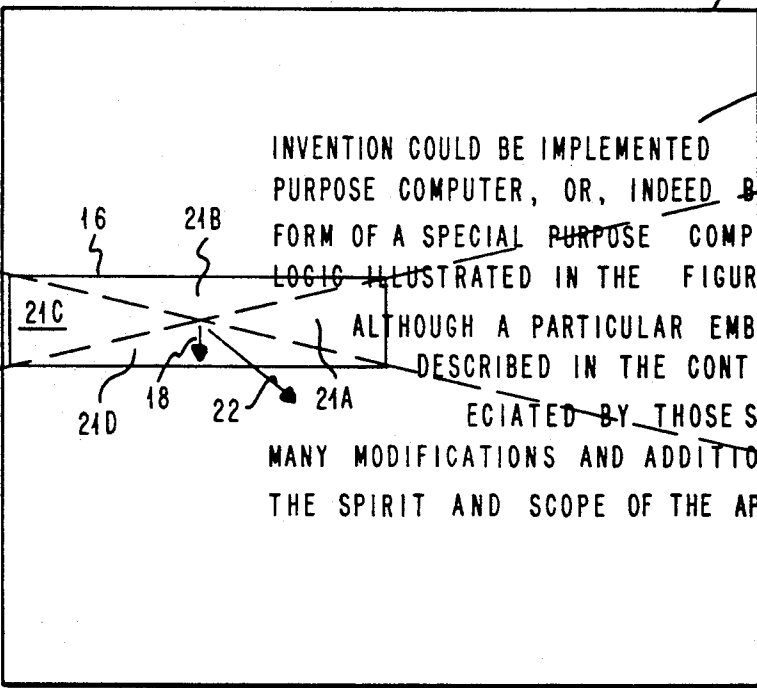 INVENTION COULD BE IMPLEMENTED
PURPOSE COMPUTER, OR, INDEED B
16 21B
FORM OF A SPECIAL PURPOSE COMP
LOGIC ILLUSTRATED IN THE FIGUR
21C
ALTHOUGH A PARTICULAR EMB
DESCRIBED IN THE CONT
21D 18 22 21A
ECIATED BY THOSE S
MANY MODIFICATIONS AND ADDITIO
THE SPIRIT AND SCOPE OF THE AP